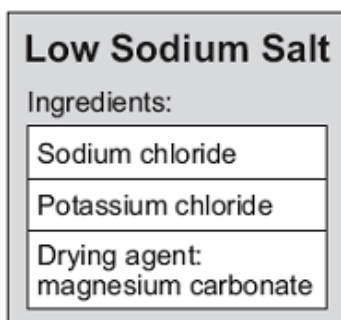 Low Sodium Salt
Ingredients:
Sodium chloride
Potassium chloride
Drying agent:
magnesium carbonate